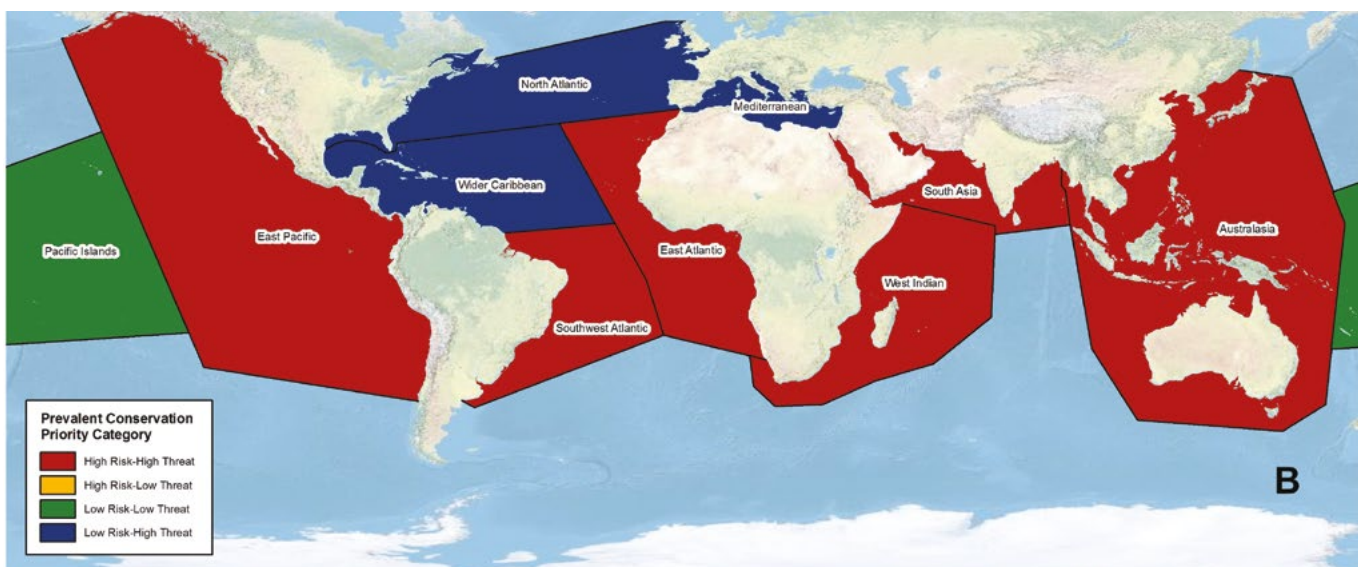 North Atlantic
Mediterranean
Wider Caribbean
South Asia
Pacific Islands
East Pacific
East Atlantic
Australasia
West Indian
Southwest Atlantic
Prevalent Conservation
Priority Category
High Risk-High Threat
High Risk-Low Threat
Low Risk-Low Threat
Low Risk-High Threat
B